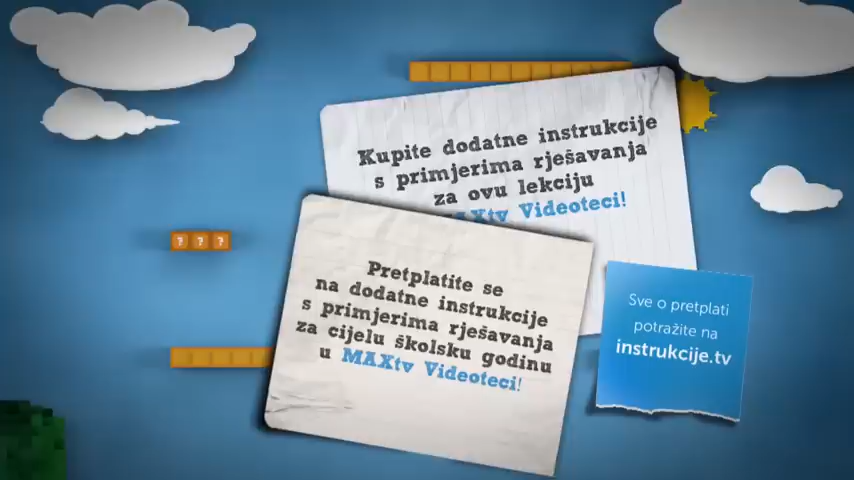 Kupite dodatne instrukcije
s primjerima rješavanja
za ovu lekciju
Videoteci!
Pretplatite se
na dodatne instrukcije
s primjerima rješavanja
za cijelu školsku godinu
u MAXtv Videoteci!
Sve o pretplati
potražite na
instrukcije.tv
? ? ?